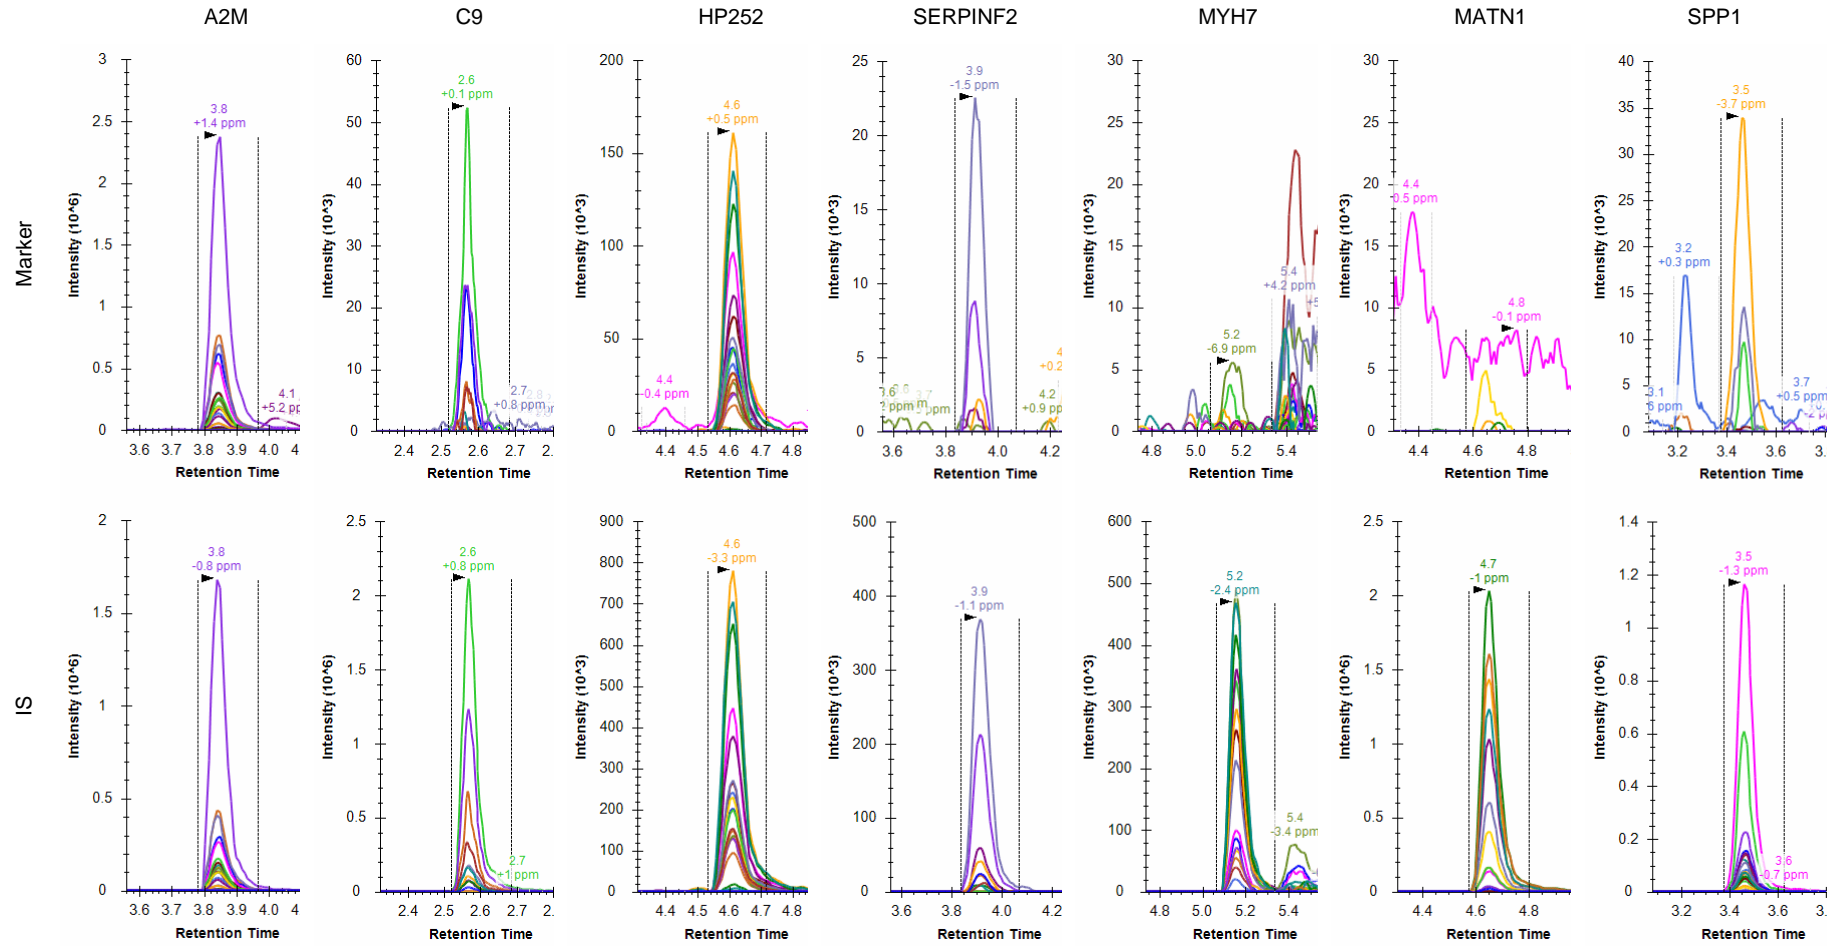 A2M
C9
HP252
SERPINF2
MYH7
MATN1
SPP1
Marker
Intensity (10^6)
3
2.5
2
1.5
1
0.5
0
3.8
+1.4 ppm
4.1
+5.2 pp
3.6 3.7 3.8 3.9 4.0 4
Retention Time
Intensity (10^3)
60
50
40
30
20
10
0
2.6
+0.1 ppm
2.7
+0.8 ppm
2.8
2.4 2.5 2.6 2.7 2.
Retention Time
Intensity (10^3)
200
150
100
50
0
4.6
+0.5 ppm
4.4
-0.4 ppm
4.4 4.5 4.6 4.7 4.8
Retention Time
Intensity (10^3)
25
20
15
10
5
0
3.9
-1.5 ppm
4
+0.2
4.2
+0.9 pp
3.6 3.8 4.0 4.2
Retention Time
Intensity (10^3)
30
25
20
15
10
5
0
5.2
-6.9 ppm
5.4
+4.2 ppm
4.8 5.0 5.2 5.4
Retention Time
Intensity (10^3)
30
25
20
15
10
5
0
4.4
0.5 ppm
4.8
-0.1 ppm
4.4 4.6 4.8
Retention Time
Intensity (10^3)
40
35
30
25
20
15
10
5
0
3.5
-3.7 ppm
3.2
+0.3 ppm
3.1
3.7
+0.5 ppm
3.2 3.4 3.6 3.
Retention Time
IS
Intensity (10^6)
2
1.5
1
0.5
0
3.8
-0.8 ppm
3.6 3.7 3.8 3.9 4.0 4
Retention Time
Intensity (10^6)
2.5
2
1.5
1
0.5
0
2.6
+0.8 ppm
2.7
+1 ppm
2.4 2.5 2.6 2.7 2.
Retention Time
Intensity (10^3)
900
800
700
600
500
400
300
200
100
0
4.6
-3.3 ppm
4.4 4.5 4.6 4.7 4.8
Retention Time
Intensity (10^3)
500
400
300
200
100
0
3.9
-1.1 ppm
3.6 3.8 4.0 4.2
Retention Time
Intensity (10^3)
600
500
400
300
200
100
0
5.2
-2.4 ppm
5.4
-3.4 ppm
4.8 5.0 5.2 5.4
Retention Time
Intensity (10^6)
2.5
2
1.5
1
0.5
0
4.7
-1 ppm
4.4 4.6 4.8
Retention Time
Intensity (10^6)
1.4
1.2
1
0.8
0.6
0.4
0.2
0
3.5
-1.3 ppm
3.6
-0.7 ppm
3.2 3.4 3.6 3.
Retention Time